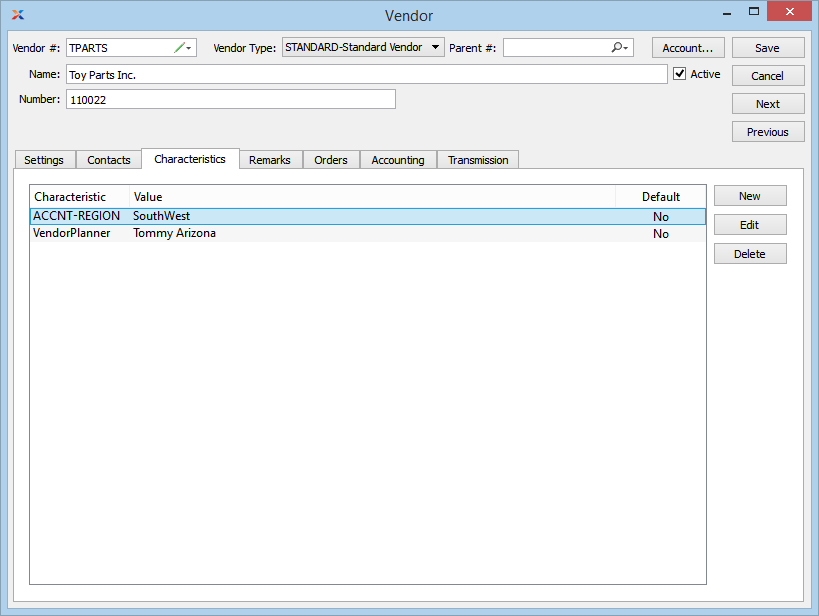 Vendor
Vendor #: TPARTS Vendor Type: STANDARD-Standard Vendor Parent #: Account... Save
Name: Toy Parts Inc. Active Cancel
Number: 110022 Next
Previous
Settings Contacts Characteristics Remarks Orders Accounting Transmission
Characteristic Value Default New
ACCNT-REGION SouthWest No
VendorPlanner Tommy Arizona No Edit
Delete